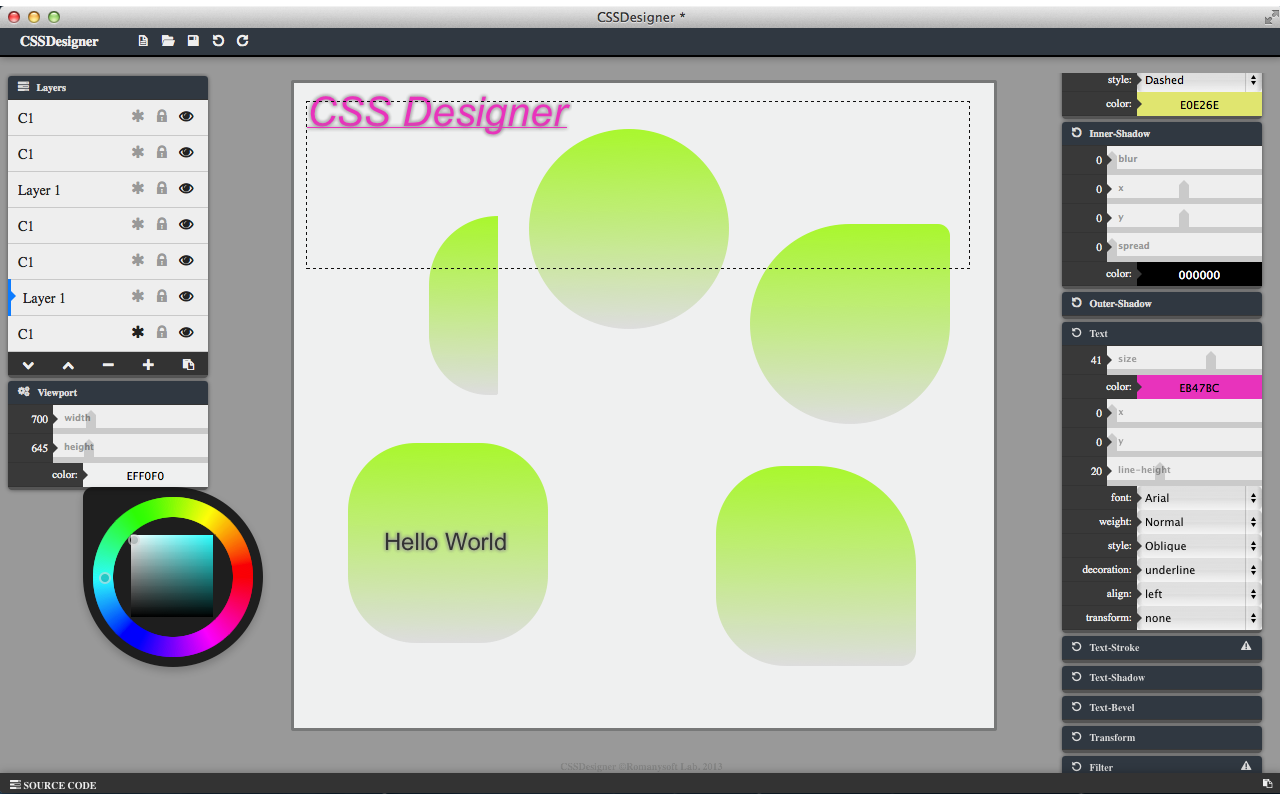 CSSDesigner *
CSSDesigner
Layers
C1
C1
Layer 1
C1
C1
Layer 1
C1
Viewport
700 width
645 height
color: EFF0F0
CSS Designer
Hello World
CSSDesigner ©Romanysoft Lab, 2013
style: Dashed
color: E0E26E
Inner-Shadow
0 blur
0 x
0 y
0 spread
color: 000000
Outer-Shadow
Text
41 size
color: EB47BC
0 x
0 y
20 line-height
font: Arial
weight: Normal
style: Oblique
decoration: underline
align: left
transform: none
Text-Stroke
Text-Shadow
Text-Bevel
Transform
Filter
SOURCE CODE